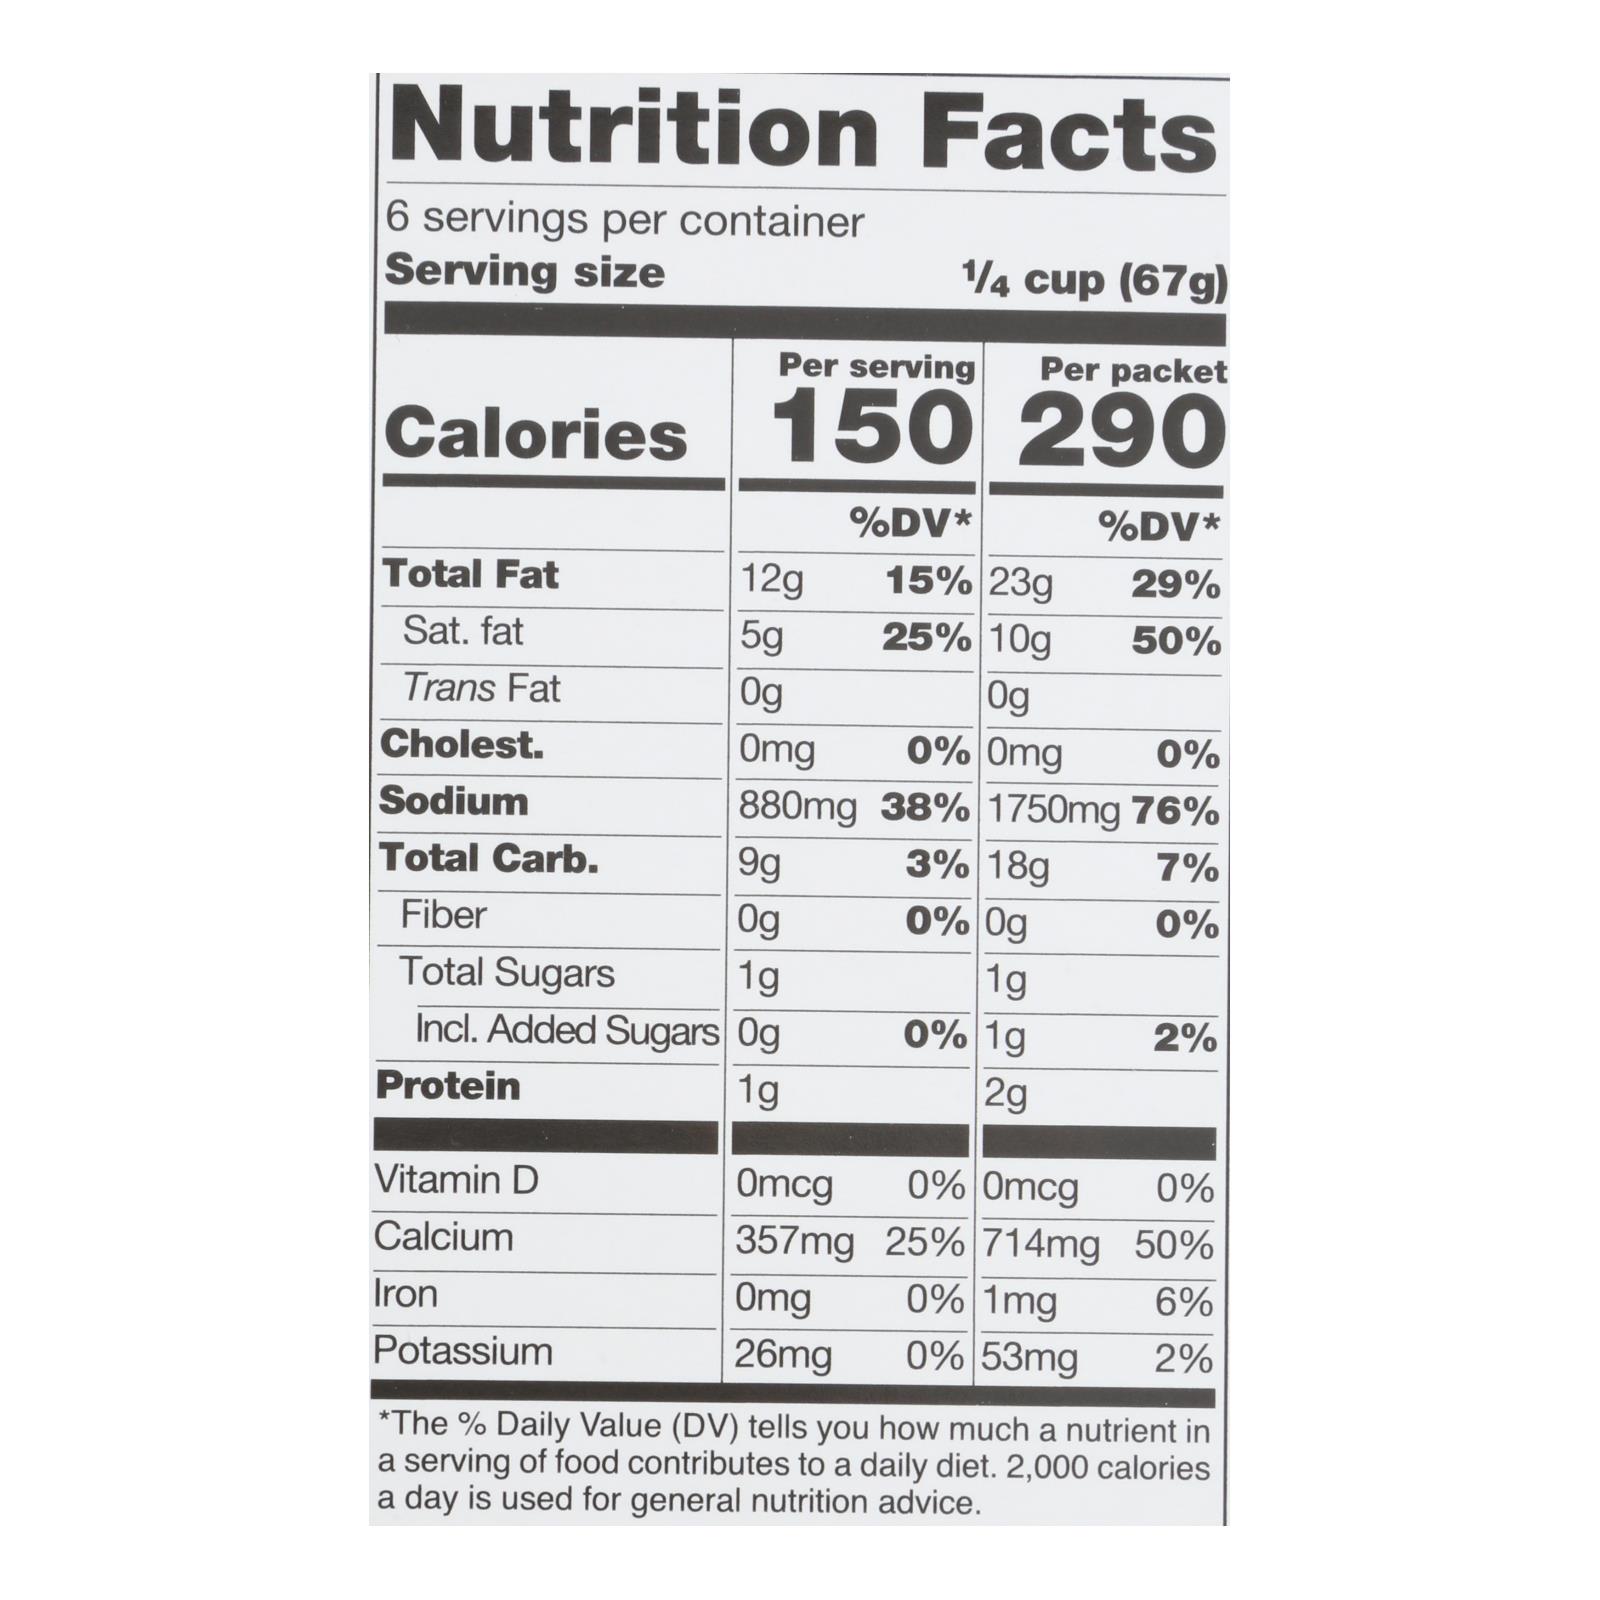 Nutrition Facts
6 servings per container
Serving size 1/4 cup (67g)
Per serving Per packet
Calories 150 290
%DV* %DV*
Total Fat 12g 15% 23g 29%
Sat. fat 5g 25% 10g 50%
Trans Fat 0g 0g
Cholest. 0mg 0% 0mg 0%
Sodium 880mg 38% 1750mg 76%
Total Carb. 9g 3% 18g 7%
Fiber 0g 0% 0g 0%
Total Sugars 1g 1g
Incl. Added Sugars 0g 0% 1g 2%
Protein 1g 2g
Vitamin D 0mcg 0% 0mcg 0%
Calcium 357mg 25% 714mg 50%
Iron 0mg 0% 1mg 6%
Potassium 26mg 0% 53mg 2%
*The % Daily Value (DV) tells you how much a nutrient in
a serving of food contributes to a daily diet. 2,000 calories
a day is used for general nutrition advice.